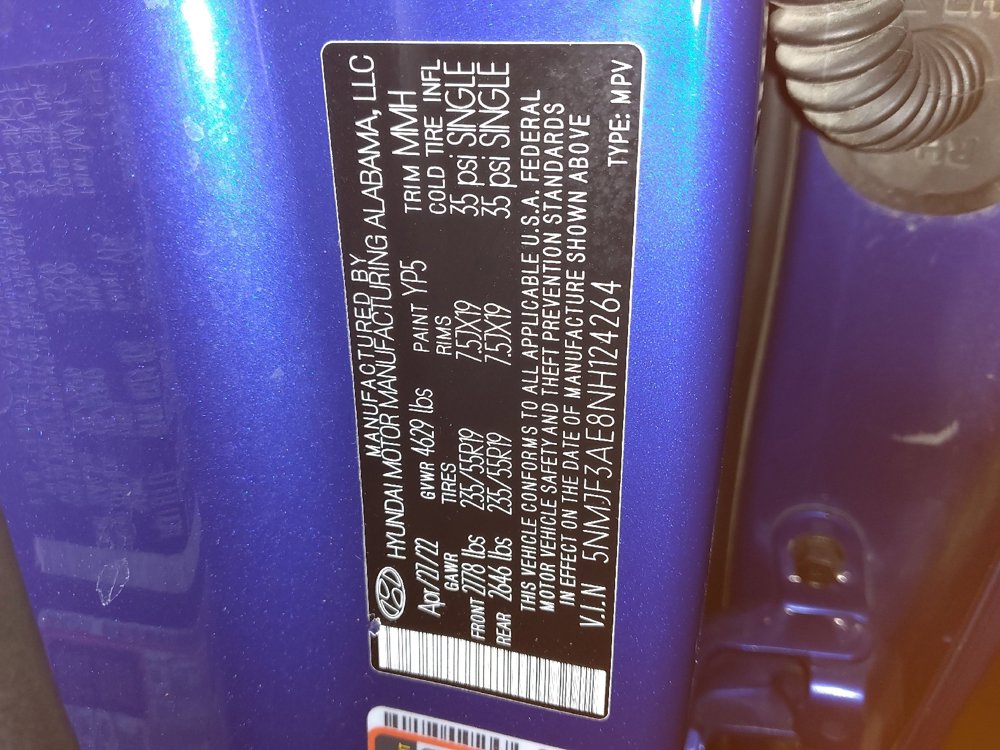 MANUFACTURED BY
HYUNDAI MOTOR MANUFACTURING ALABAMA, LLC
Apr/27/22 GVWR 4629 lbs PAINT YP5 TRIM MMH
GAWR TIRES RIMS COLD TIRE INFL
FRONT 2778 lbs 235/55R19 7.5JX19 35 psi SINGLE
REAR 2646 lbs 235/55R19 7.5JX19 35 psi SINGLE
THIS VEHICLE CONFORMS TO ALL APPLICABLE U.S.A. FEDERAL
MOTOR VEHICLE SAFETY AND THEFT PREVENTION STANDARDS
IN EFFECT ON THE DATE OF MANUFACTURE SHOWN ABOVE
V.I.N 5NMJF3AE8NH124264 TYPE: MPV
RH